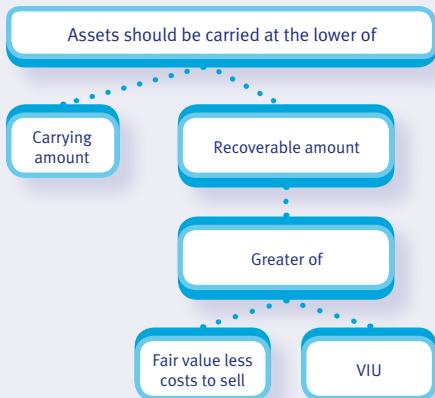 Assets should be carried at the lower of
Carrying
amount
Recoverable amount
Greater of
Fair value less
costs to sell
VIU